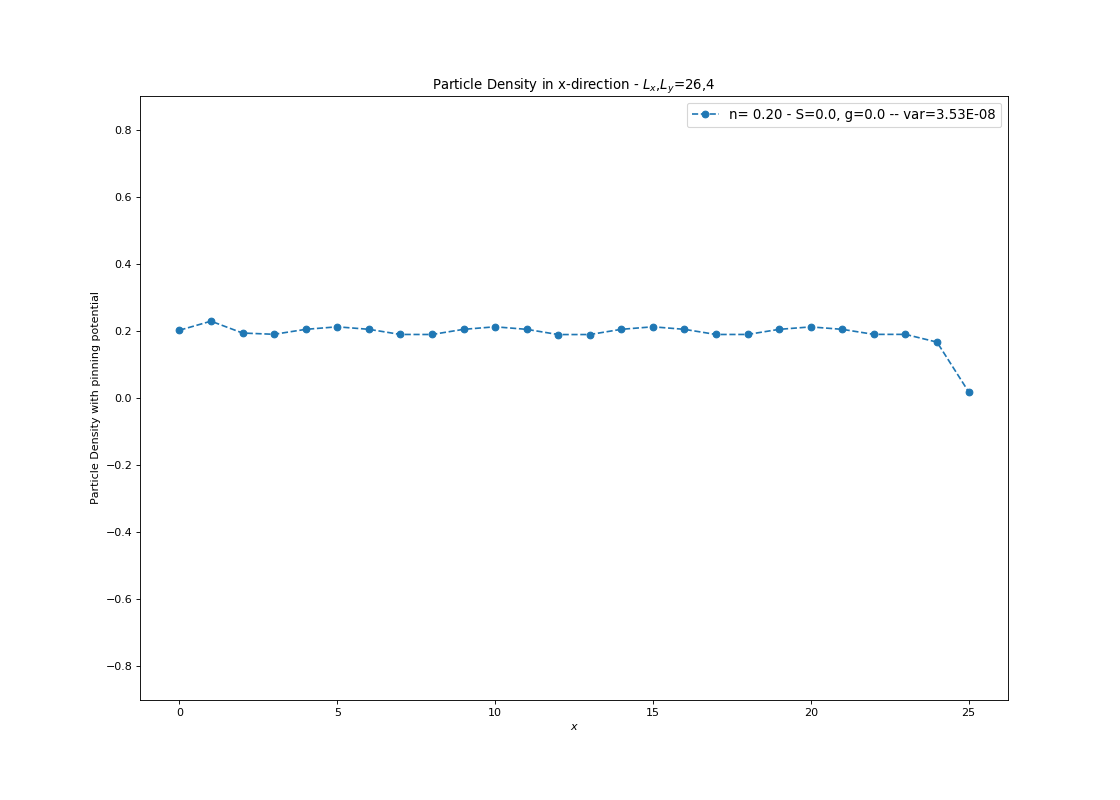 Particle Density in x-direction - Lx,Ly=26,4
n= 0.20 - S=0.0, g=0.0 -- var=3.53E-08
Particle Density with pinning potential
0.8
0.6
0.4
0.2
0.0
−0.2
−0.4
−0.6
−0.8
0 5 10 15 20 25
x